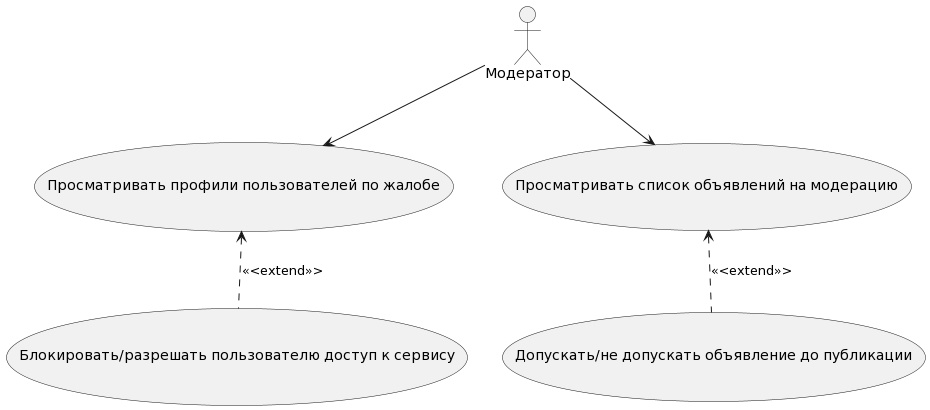 Модератор
Просматривать профили пользователей по жалобе
Просматривать список объявлений на модерацию
«<extend»>
«<extend»>
Блокировать/разрешать пользователю доступ к сервису
Допускать/не допускать объявление до публикации